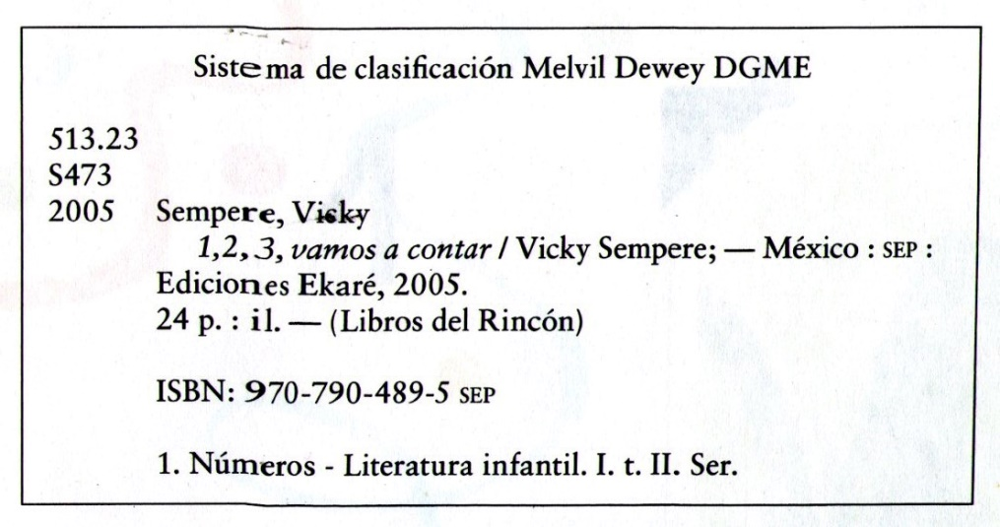 Sistema de clasificación Melvil Dewey DGME
513.23
S473
2005 Sempere, Vicky
1,2,3, vamos a contar / Vicky Sempere; — México : SEP :
Ediciones Ekaré, 2005.
24 p. : il. — (Libros del Rincón)
ISBN: 970-790-489-5 SEP
1. Números - Literatura infantil. I. t. II. Ser.